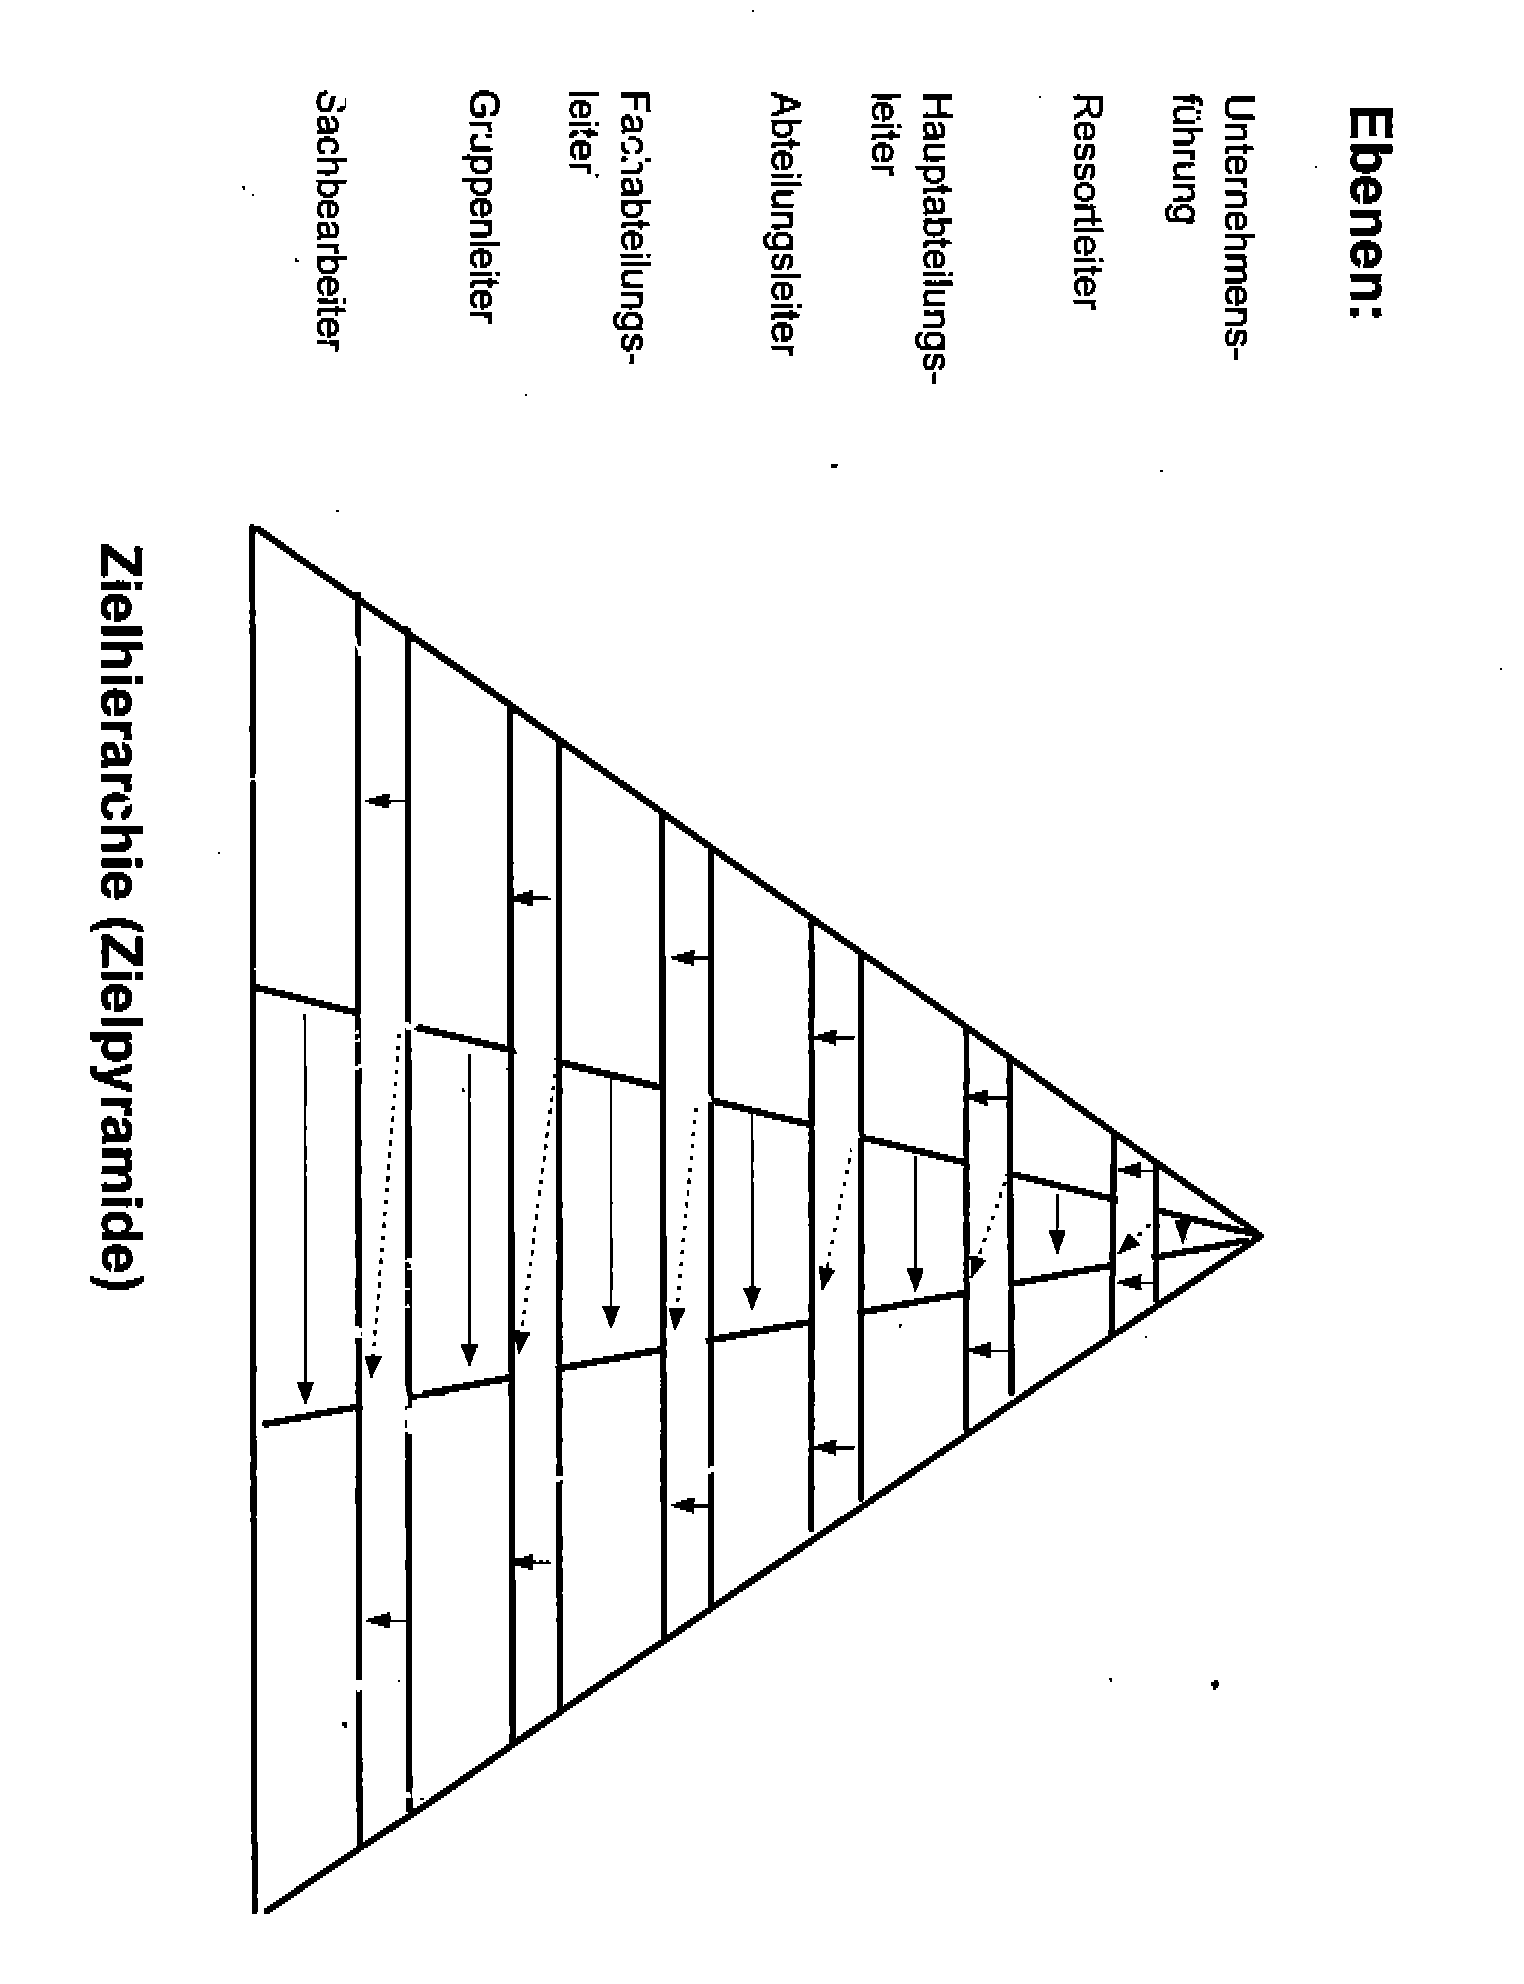 Ebenen:
Unternehmens-
führung
Ressortleiter
Hauptabteilungs-
leiter
Abteilungsleiter
Fachabteilungs-
leiter
Gruppenleiter
Sachbearbeiter
Zielhierarchie (Zielpyramide)